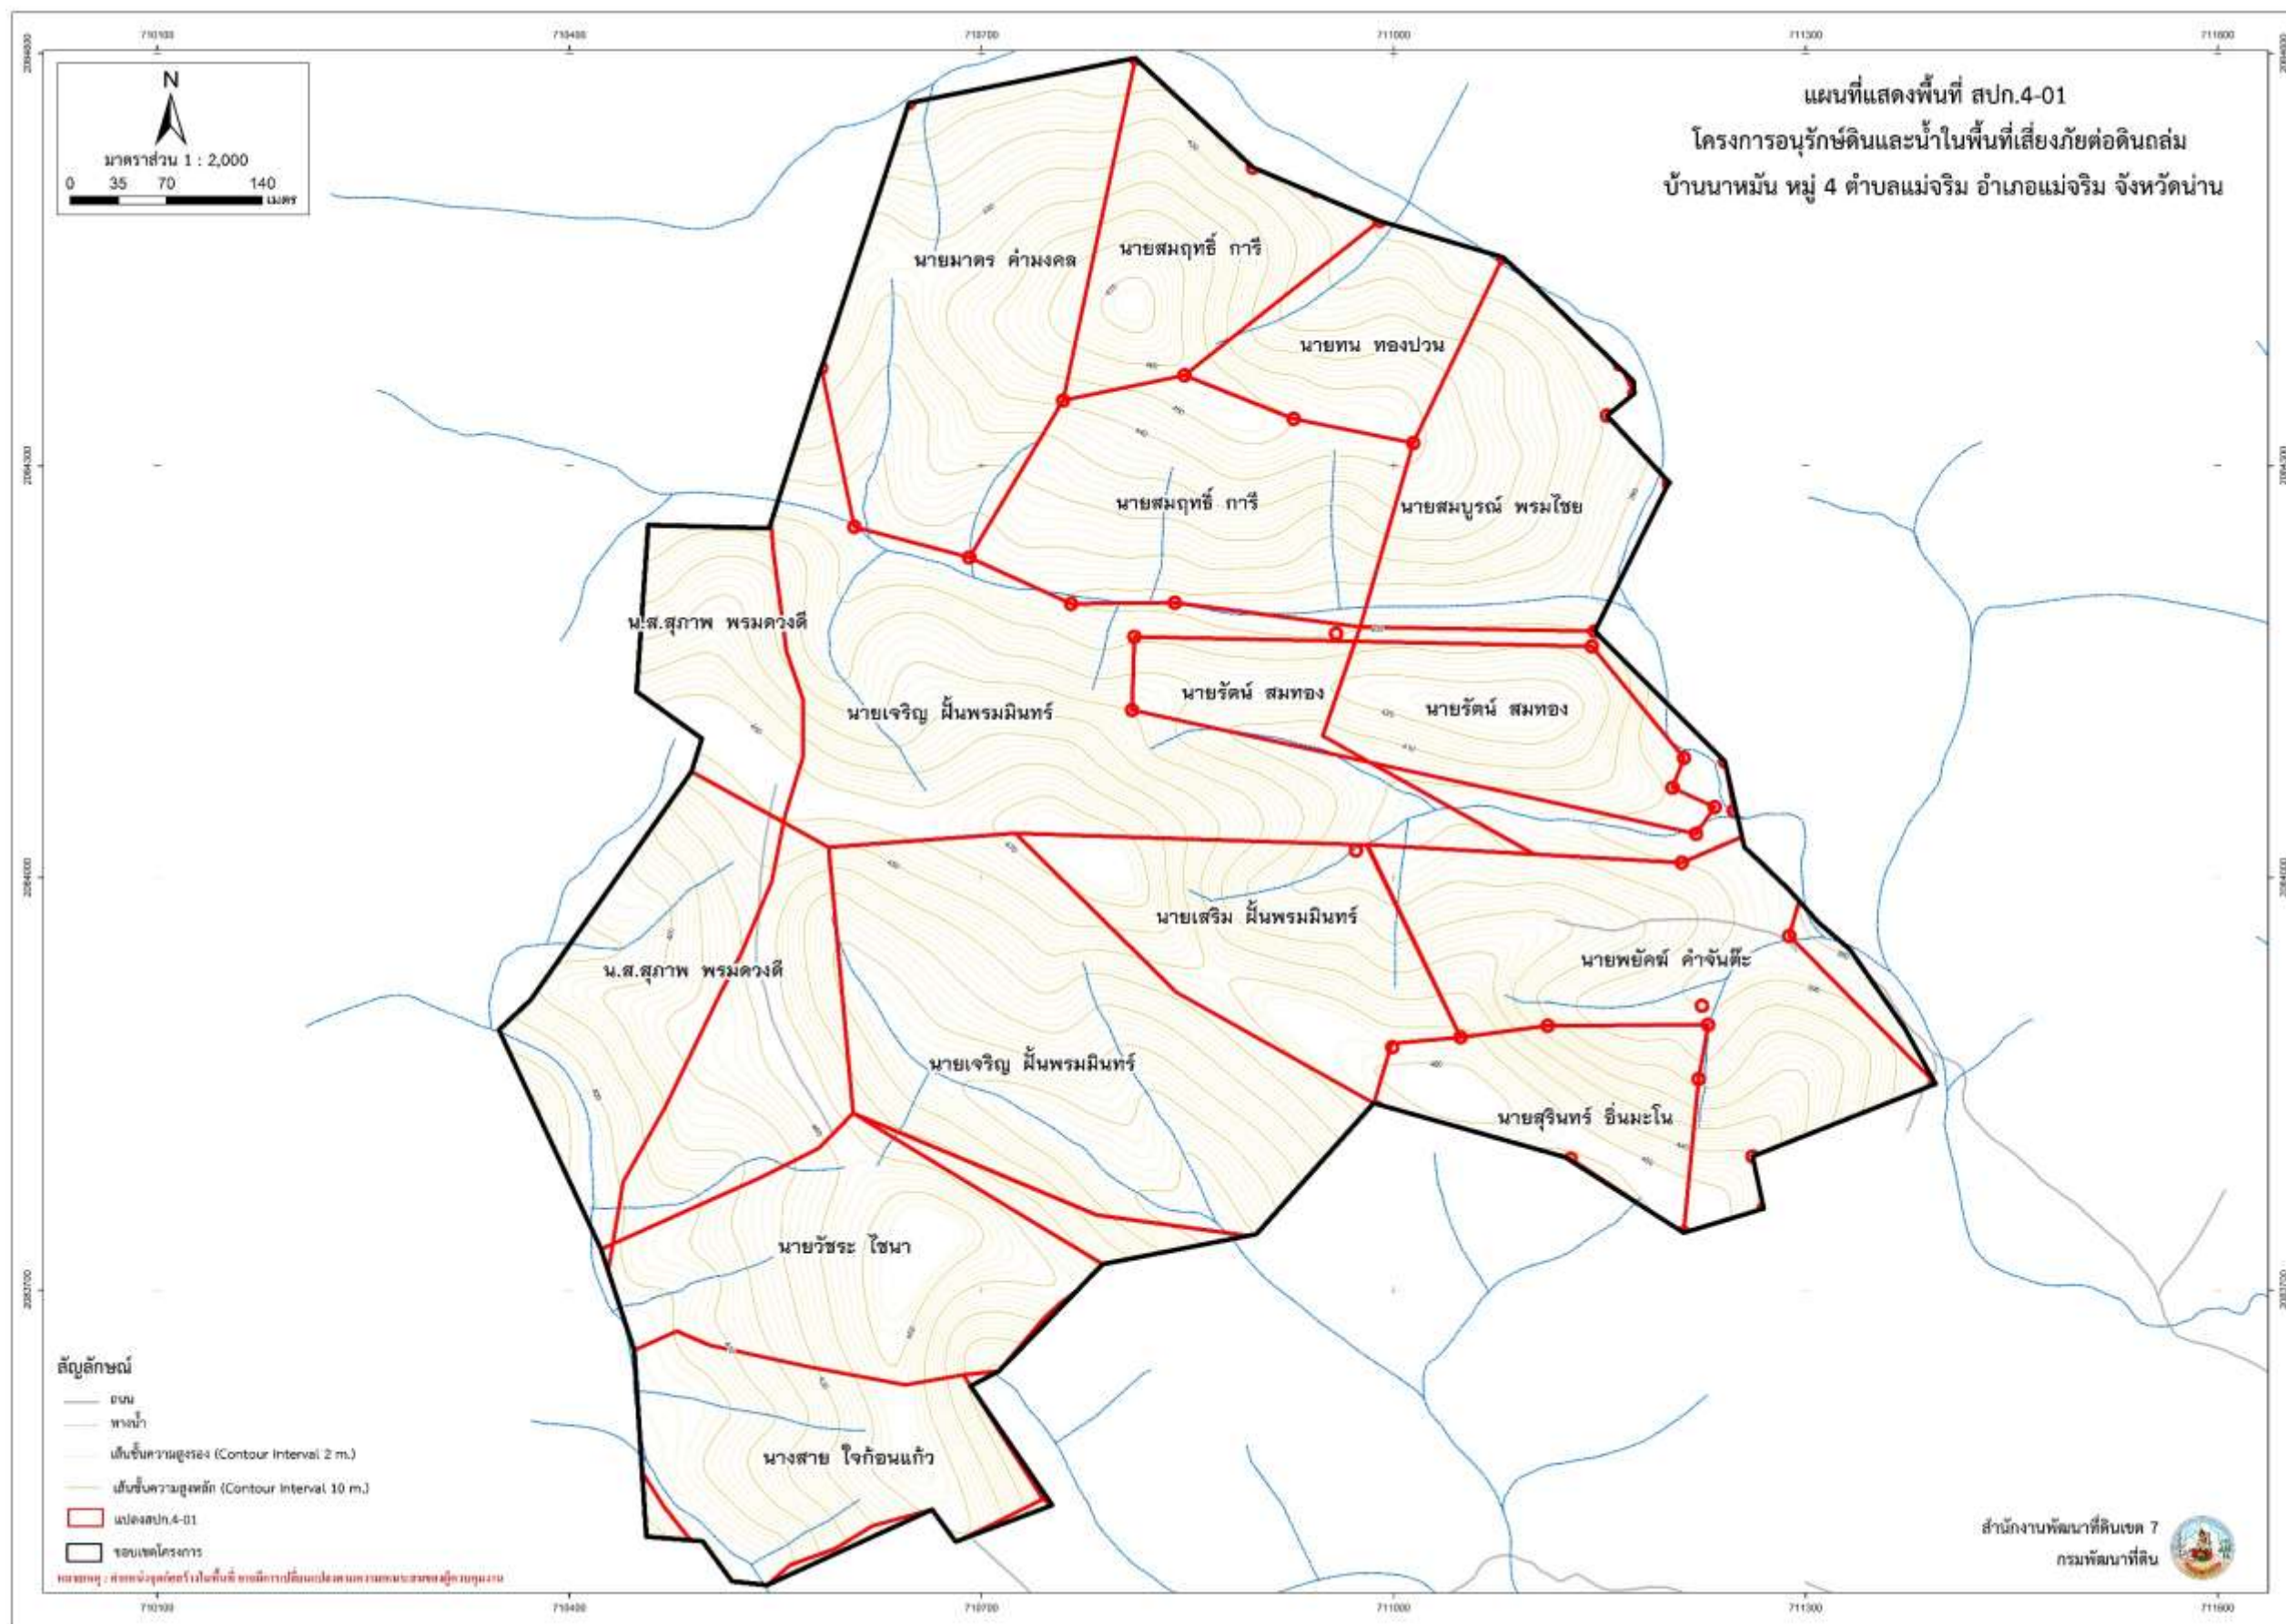 710100
710400
710700
711000
711300
711600
N
มาตราส่วน 1 : 2,000
0 35 70 140
เมตร
แผนที่แสดงพื้นที่ สปก.4-01
โครงการอนุรักษ์ดินและน้ำในพื้นที่เสี่ยงภัยต่อดินถล่ม
บ้านนาหมัน หมู่ 4 ตำบลแม่จริม อำเภอแม่จริม จังหวัดน่าน
นายมาตร คำมงคล
นายสมฤทธิ์ การี
นายทน ทองปวน
นายสมฤทธิ์ การี
นายสมบูรณ์ พรมไชย
น.ส.สุภาพ พรมดวงดี
นายรัตน์ สมทอง
นายรัตน์ สมทอง
นายเจริญ ฝั้นพรมมินทร์
นายเสริม ฝั้นพรมมินทร์
นายพยัคฆ์ คำจันต๊ะ
น.ส.สุภาพ พรมดวงดี
นายเจริญ ฝั้นพรมมินทร์
นายสุรินทร์ อิ่นมะโน
นายวัชระ ไชนา
นางสาย ใจก้อนแก้ว
สัญลักษณ์
ถนน
ทางน้ำ
เส้นชั้นความสูงรอง (Contour Interval 2 m.)
เส้นชั้นความสูงหลัก (Contour Interval 10 m.)
แปลงสปก.4-01
ขอบเขตโครงการ
สำนักงานพัฒนาที่ดินเขต 7
กรมพัฒนาที่ดิน
710100
710400
710700
711000
711300
711600